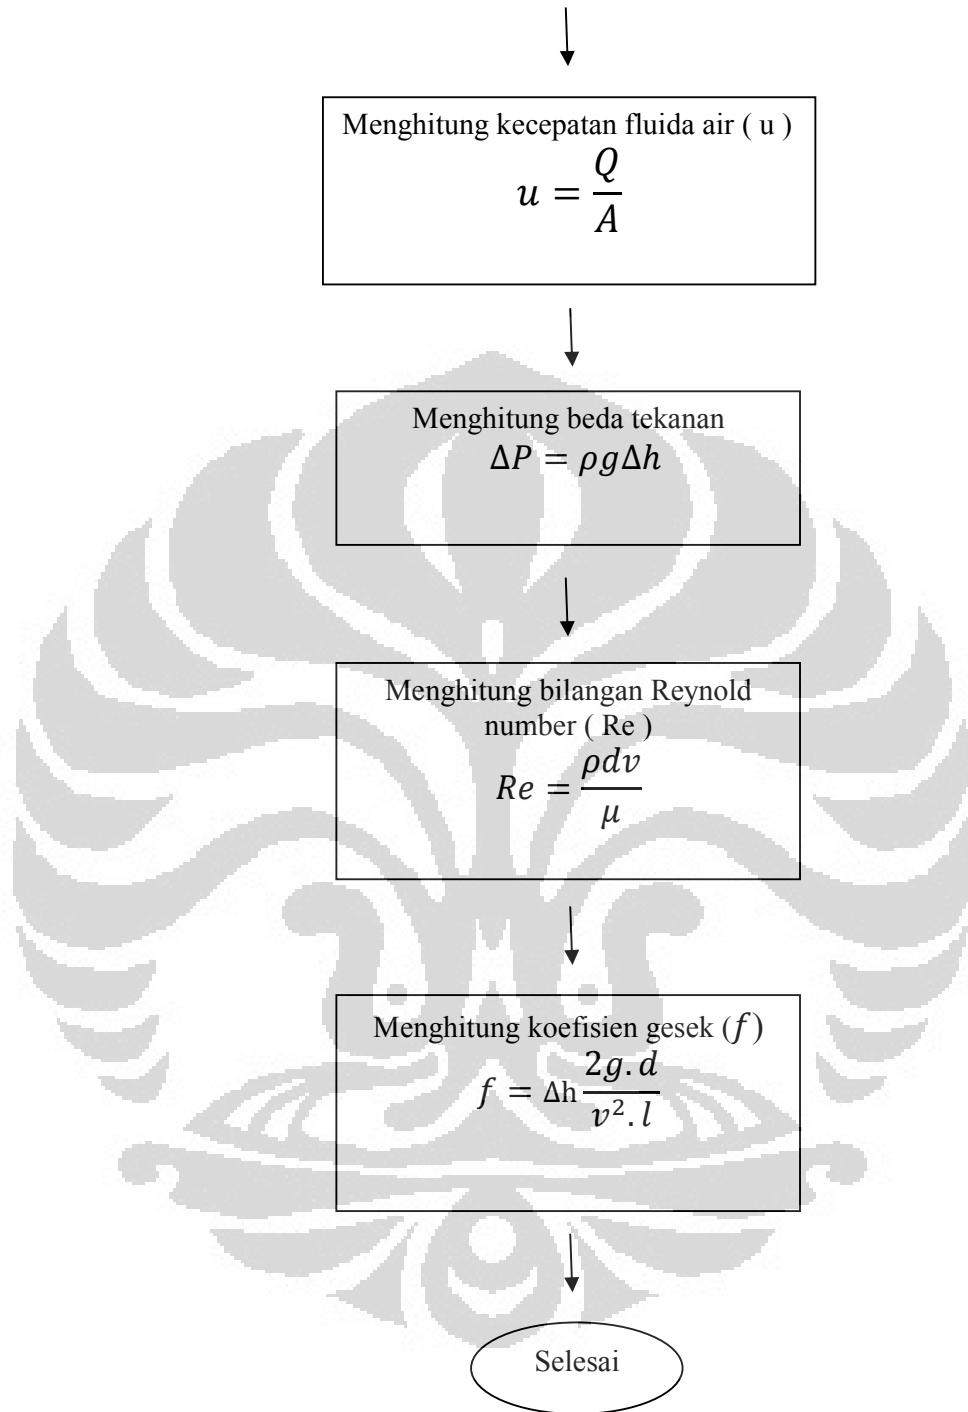 Menghitung kecepatan fluida air ( u )
u = Q/A
Menghitung beda tekanan
ΔP = ρgΔh
Menghitung bilangan Reynold
number ( Re )
Re = ρdv/μ
Menghitung koefisien gesek (f)
f = Δh 2g.d/v².l
Selesai